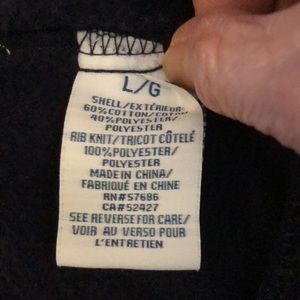 L/G
SHELL/EXTÉRIEUR:
60%COTTON/COTON
40%POLYESTER/
POLYESTER
RIB KNIT/TRICOT CÔTELÉ
100%POLYESTER/
POLYESTER
MADE IN CHINA/
FABRIQUÉ EN CHINE
RN#57686
CA#52427
SEE REVERSE FOR CARE/
VOIR AU VERSO POUR
L'ENTRETIEN